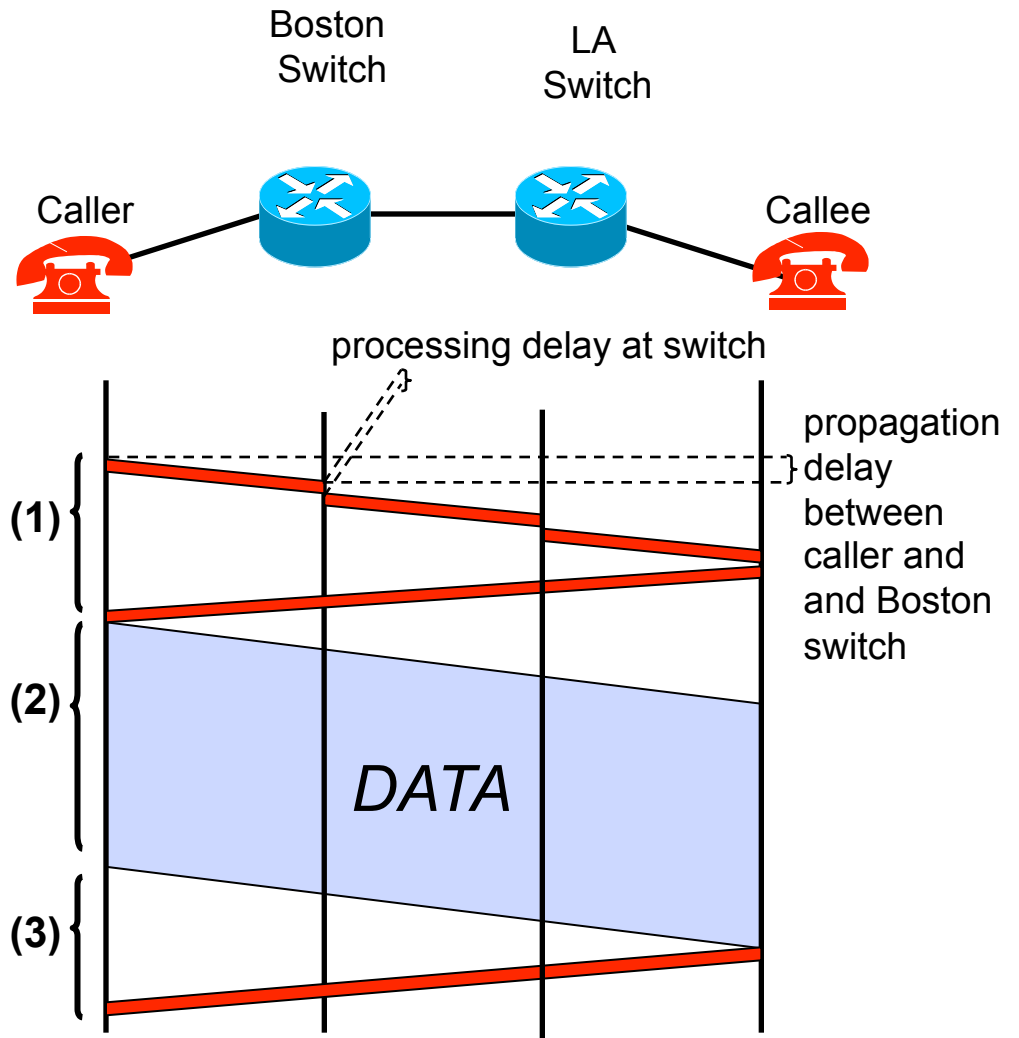 Boston
Switch
LA
Switch
Caller
Callee
processing delay at switch
propagation
delay
between
caller and
and Boston
switch
(1)
(2)
DATA
(3)